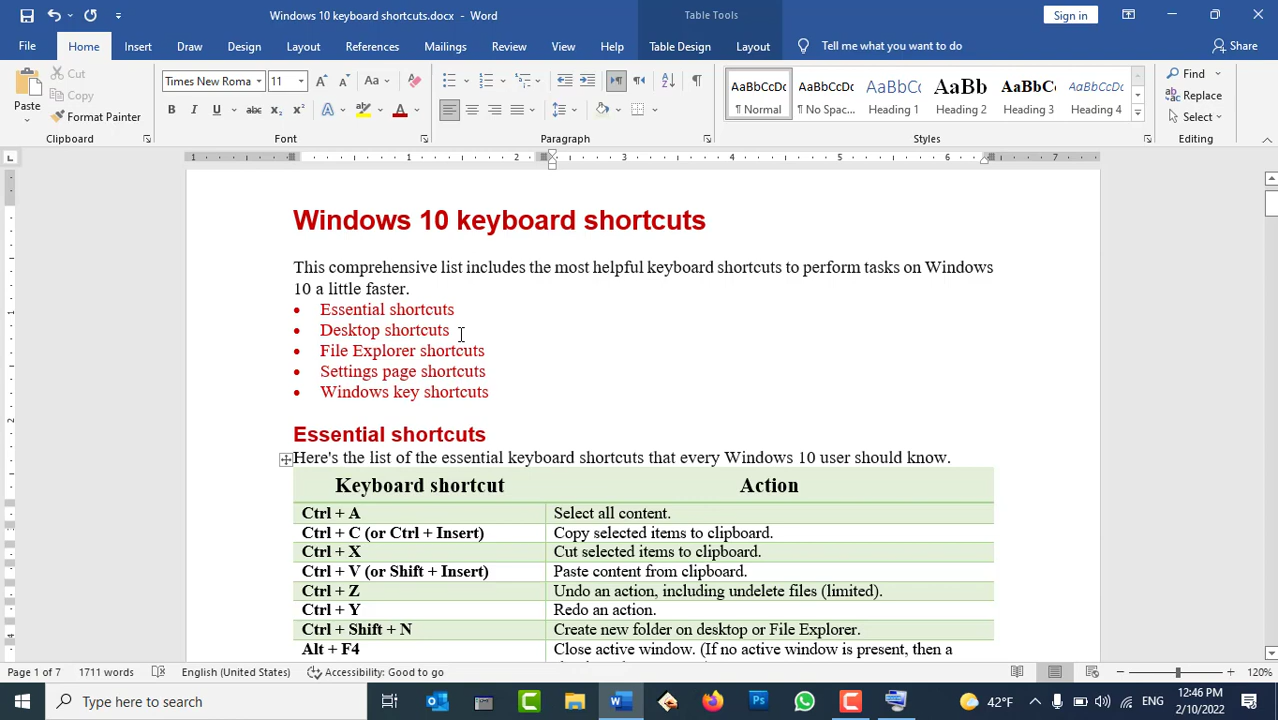 Windows 10 keyboard shortcuts.docx - Word
Table Tools
Sign in
File Home Insert Draw Design Layout References Mailings Review View Help Table Design Layout Tell me what you want to do Share
Paste
Cut
Copy
Format Painter
Clipboard
Times New Roma 11
Font
Paragraph
AaBbCcDc AaBbCcDc AaBbCc AaBb AaBbC AaBbCcD
¶ Normal ¶ No Spac... Heading 1 Heading 2 Heading 3 Heading 4
Styles
Find
Replace
Select
Editing
1 1 2 3 4 5 6 7
Windows 10 keyboard shortcuts
This comprehensive list includes the most helpful keyboard shortcuts to perform tasks on Windows
10 a little faster.
• Essential shortcuts
• Desktop shortcuts
• File Explorer shortcuts
• Settings page shortcuts
• Windows key shortcuts
Essential shortcuts
Here's the list of the essential keyboard shortcuts that every Windows 10 user should know.
Keyboard shortcut Action
Ctrl + A Select all content.
Ctrl + C (or Ctrl + Insert) Copy selected items to clipboard.
Ctrl + X Cut selected items to clipboard.
Ctrl + V (or Shift + Insert) Paste content from clipboard.
Ctrl + Z Undo an action, including undelete files (limited).
Ctrl + Y Redo an action.
Ctrl + Shift + N Create new folder on desktop or File Explorer.
Alt + F4 Close active window. (If no active window is present, then a
Page 1 of 7 1711 words English (United States) Accessibility: Good to go 120%
Type here to search
42°F ENG
12:46 PM
2/10/2022